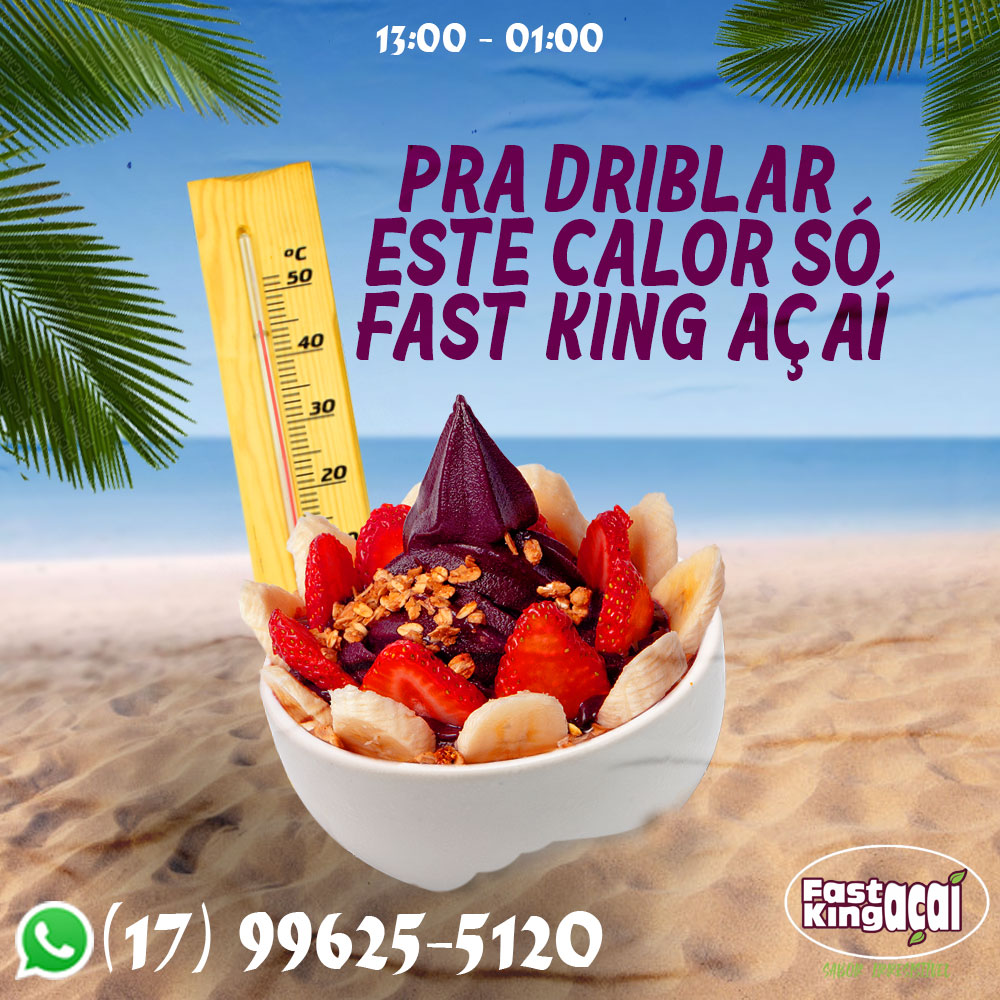 13:00 - 01:00
PRA DRIBLAR
ESTE CALOR SÓ
FAST KING AÇAÍ
°C
50
40
30
20
(17) 99625-5120
Fast
King açaí
SABOR